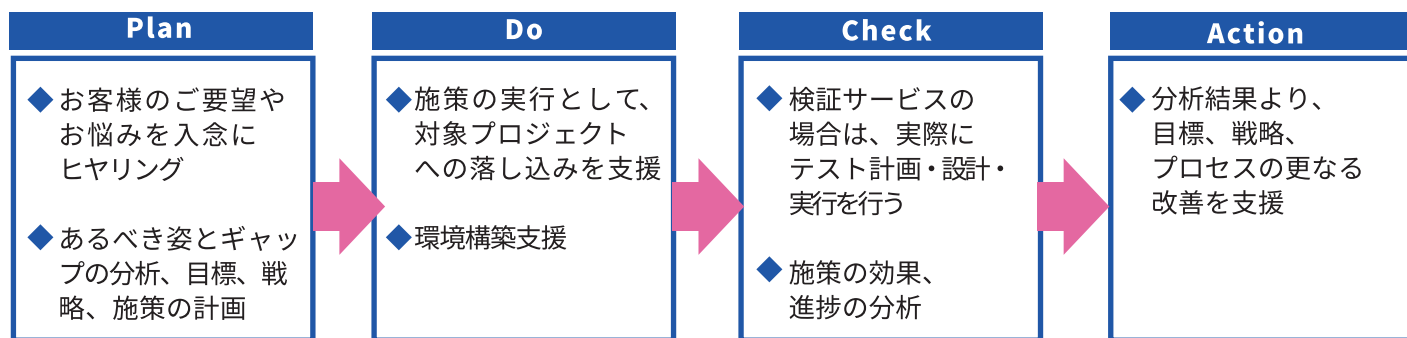 Plan
お客様のご要望や
お悩みを入念に
ヒヤリング
あるべき姿とギャッ
プの分析、目標、戦
略、施策の計画
Do
施策の実行として、
対象プロジェクト
への落し込みを支援
環境構築支援
Check
検証サービスの
場合は、実際に
テスト計画・設計・
実行を行う
施策の効果、
進捗の分析
Action
分析結果より、
目標、戦略、
プロセスの更なる
改善を支援